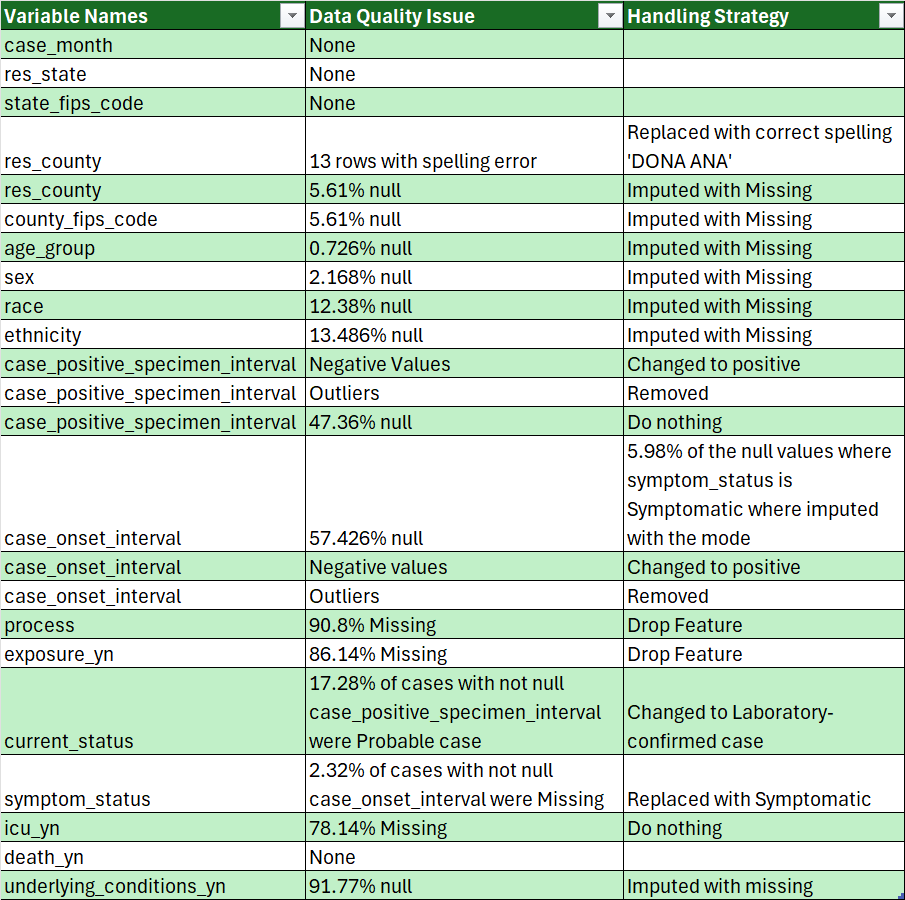 Variable Names Data Quality Issue Handling Strategy
case_month None
res_state None
state_fips_code None
res_county 13 rows with spelling error Replaced with correct spelling
'DONA ANA'
res_county 5.61% null Imputed with Missing
county_fips_code 5.61% null Imputed with Missing
age_group 0.726% null Imputed with Missing
sex 2.168% null Imputed with Missing
race 12.38% null Imputed with Missing
ethnicity 13.486% null Imputed with Missing
case_positive_specimen_interval Negative Values Changed to positive
case_positive_specimen_interval Outliers Removed
case_positive_specimen_interval 47.36% null Do nothing
case_onset_interval 57.426% null 5.98% of the null values where
symptom_status is
Symptomatic where imputed
with the mode
case_onset_interval Negative values Changed to positive
case_onset_interval Outliers Removed
process 90.8% Missing Drop Feature
exposure_yn 86.14% Missing Drop Feature
current_status 17.28% of cases with not null
case_positive_specimen_interval
were Probable case
Changed to Laboratory-
confirmed case
symptom_status 2.32% of cases with not null
case_onset_interval were Missing
Replaced with Symptomatic
icu_yn 78.14% Missing Do nothing
death_yn None
underlying_conditions_yn 91.77% null Imputed with missing